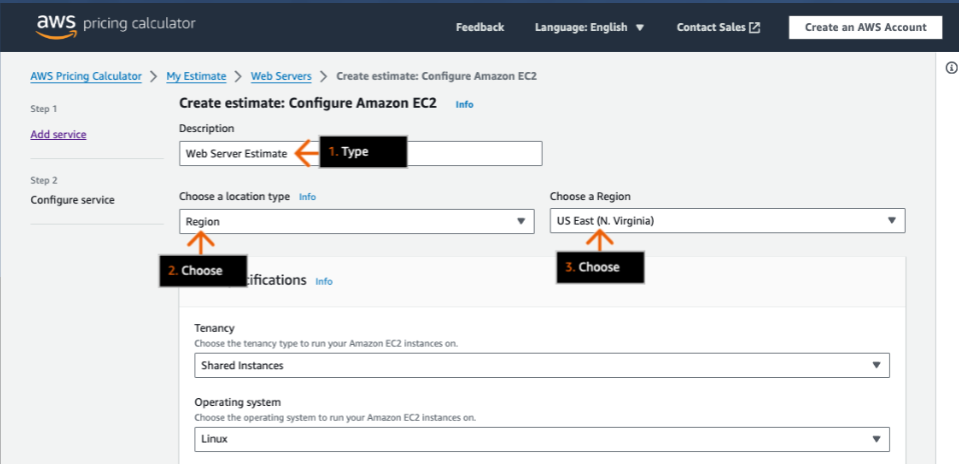 aws pricing calculator
Feedback Language: English Contact Sales Create an AWS Account
AWS Pricing Calculator My Estimate Web Servers Create estimate: Configure Amazon EC2
Step 1
Add service
Step 2
Configure service
Create estimate: Configure Amazon EC2 Info
Description
Web Server Estimate
1. Type
Choose a location type Info
Region
2. Choose
Choose a Region
US East (N. Virginia)
3. Choose
Info
Tenancy
Choose the tenancy type to run your Amazon EC2 instances on.
Shared Instances
Operating system
Choose the operating system to run your Amazon EC2 instances on.
Linux